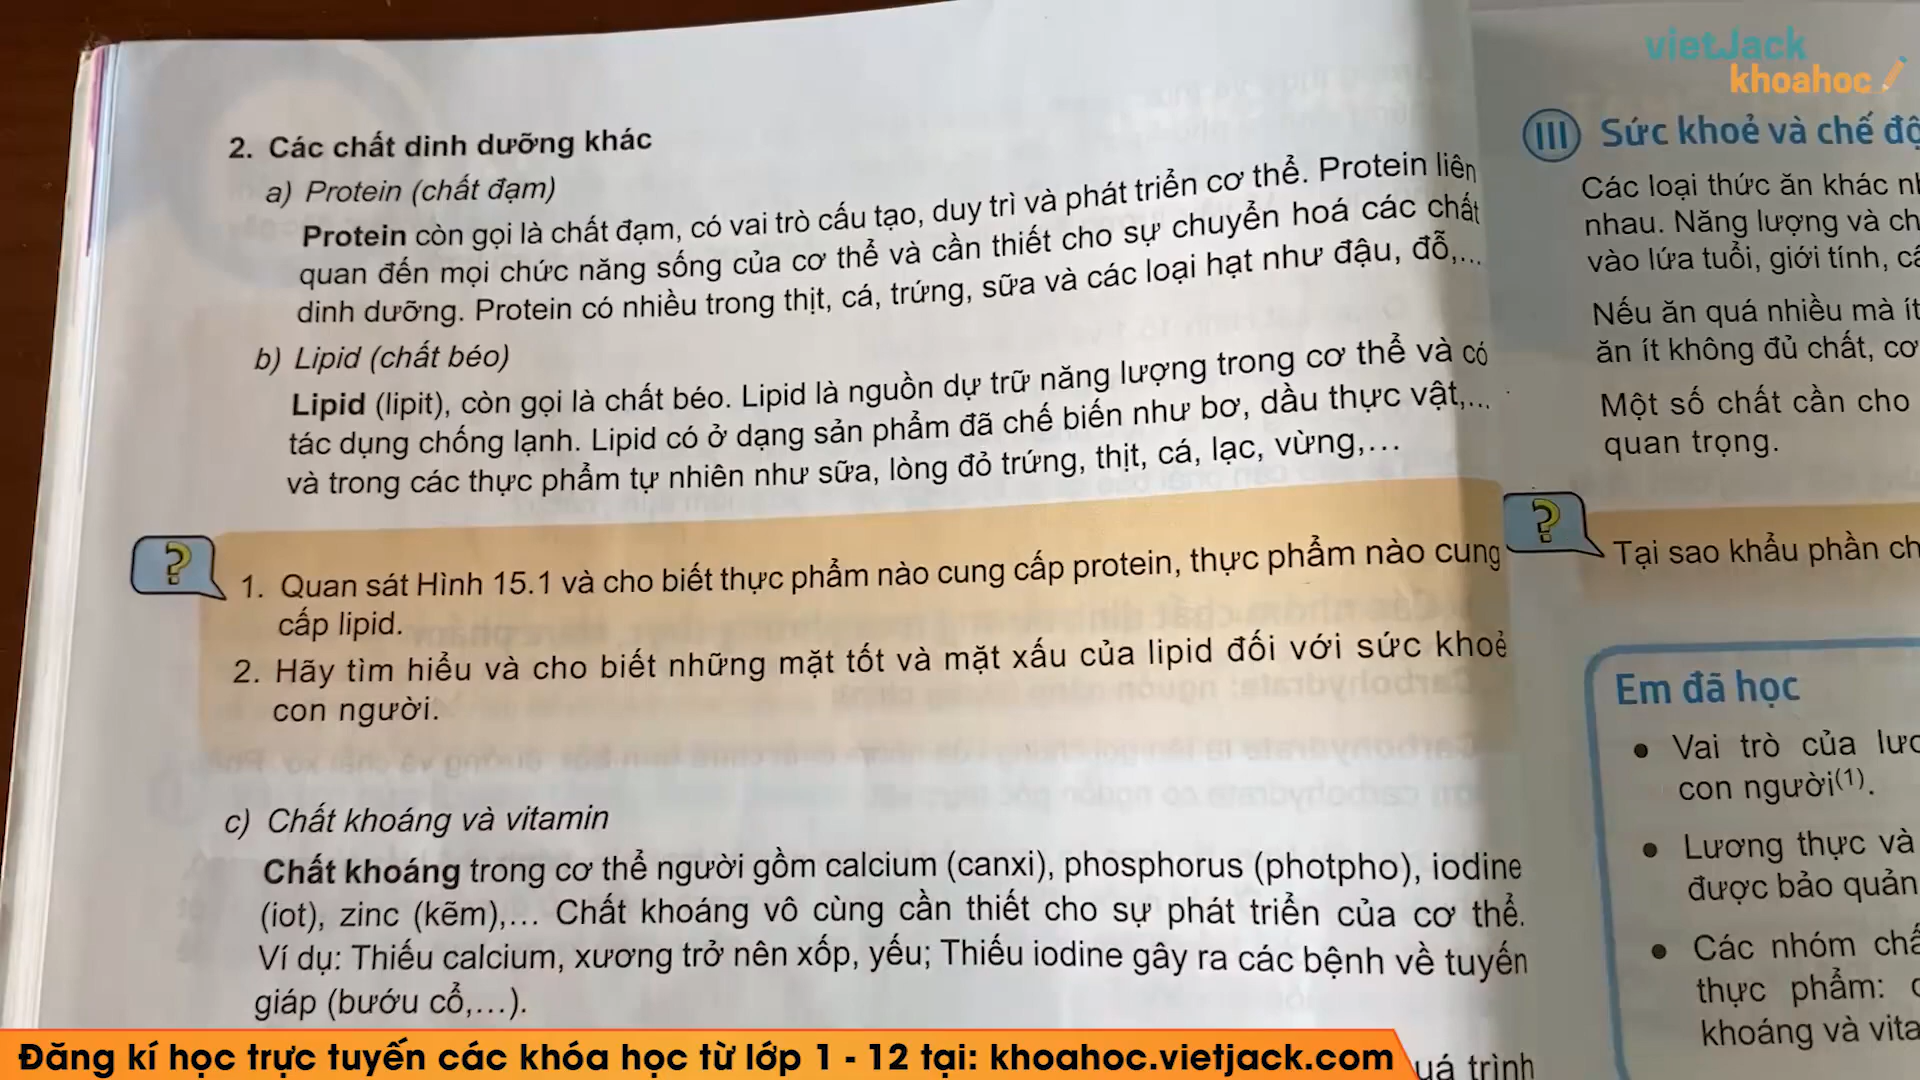 vietJack
khoahoc
2. Các chất dinh dưỡng khác
a) Protein (chất đạm)
Protein còn gọi là chất đạm, có vai trò cấu tạo, duy trì và phát triển cơ thể. Protein liên
quan đến mọi chức năng sống của cơ thể và cần thiết cho sự chuyển hoá các chất
dinh dưỡng. Protein có nhiều trong thịt, cá, trứng, sữa và các loại hạt như đậu, đỗ,...
b) Lipid (chất béo)
Lipid (lipit), còn gọi là chất béo. Lipid là nguồn dự trữ năng lượng trong cơ thể và có
tác dụng chống lạnh. Lipid có ở dạng sản phẩm đã chế biến như bơ, dầu thực vật,...
và trong các thực phẩm tự nhiên như sữa, lòng đỏ trứng, thịt, cá, lạc, vừng,...
?
1. Quan sát Hình 15.1 và cho biết thực phẩm nào cung cấp protein, thực phẩm nào cung
cấp lipid.
2. Hãy tìm hiểu và cho biết những mặt tốt và mặt xấu của lipid đối với sức khoẻ
con người.
c) Chất khoáng và vitamin
Chất khoáng trong cơ thể người gồm calcium (canxi), phosphorus (photpho), iodine
(iot), zinc (kẽm),... Chất khoáng vô cùng cần thiết cho sự phát triển của cơ thể.
Ví dụ: Thiếu calcium, xương trở nên xốp, yếu; Thiếu iodine gây ra các bệnh về tuyến
giáp (bướu cổ,...).
uá trình
III Sức khoẻ và chế độ
Các loại thức ăn khác
nhau. Năng lượng và
vào lứa tuổi, giới tính,
Nếu ăn quá nhiều mà ít
ăn ít không đủ chất, cơ
Một số chất cần cho
quan trọng.
?
Tại sao khẩu phần
Em đã học
• Vai trò của
con người(1).
• Lương thực và
được bảo quản
• Các nhóm
thực phẩm:
khoáng và
Đăng kí học trực tuyến các khóa học từ lớp 1 - 12 tại: khoahoc.vietjack.com